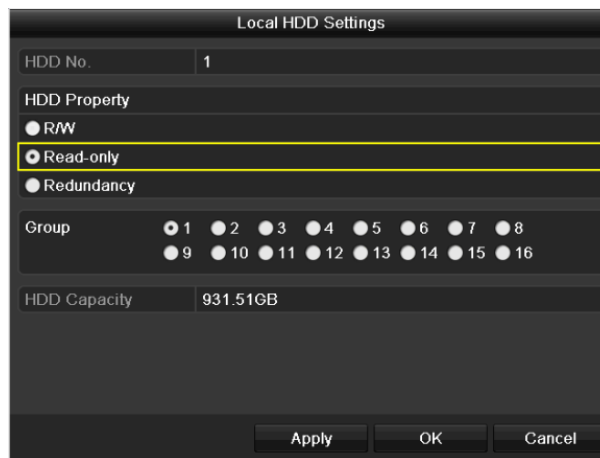 Local HDD Settings
HDD No. 1
HDD Property
R/W
Read-only
Redundancy
Group 1 2 3 4 5 6 7 8
9 10 11 12 13 14 15 16
HDD Capacity 931.51GB
Apply OK Cancel